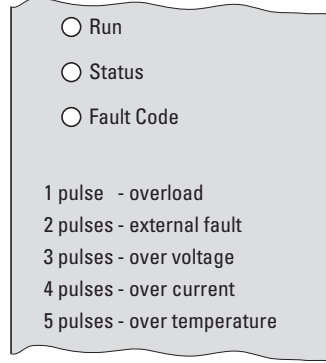 Run
Status
Fault Code
1 pulse - overload
2 pulses - external fault
3 pulses - over voltage
4 pulses - over current
5 pulses - over temperature